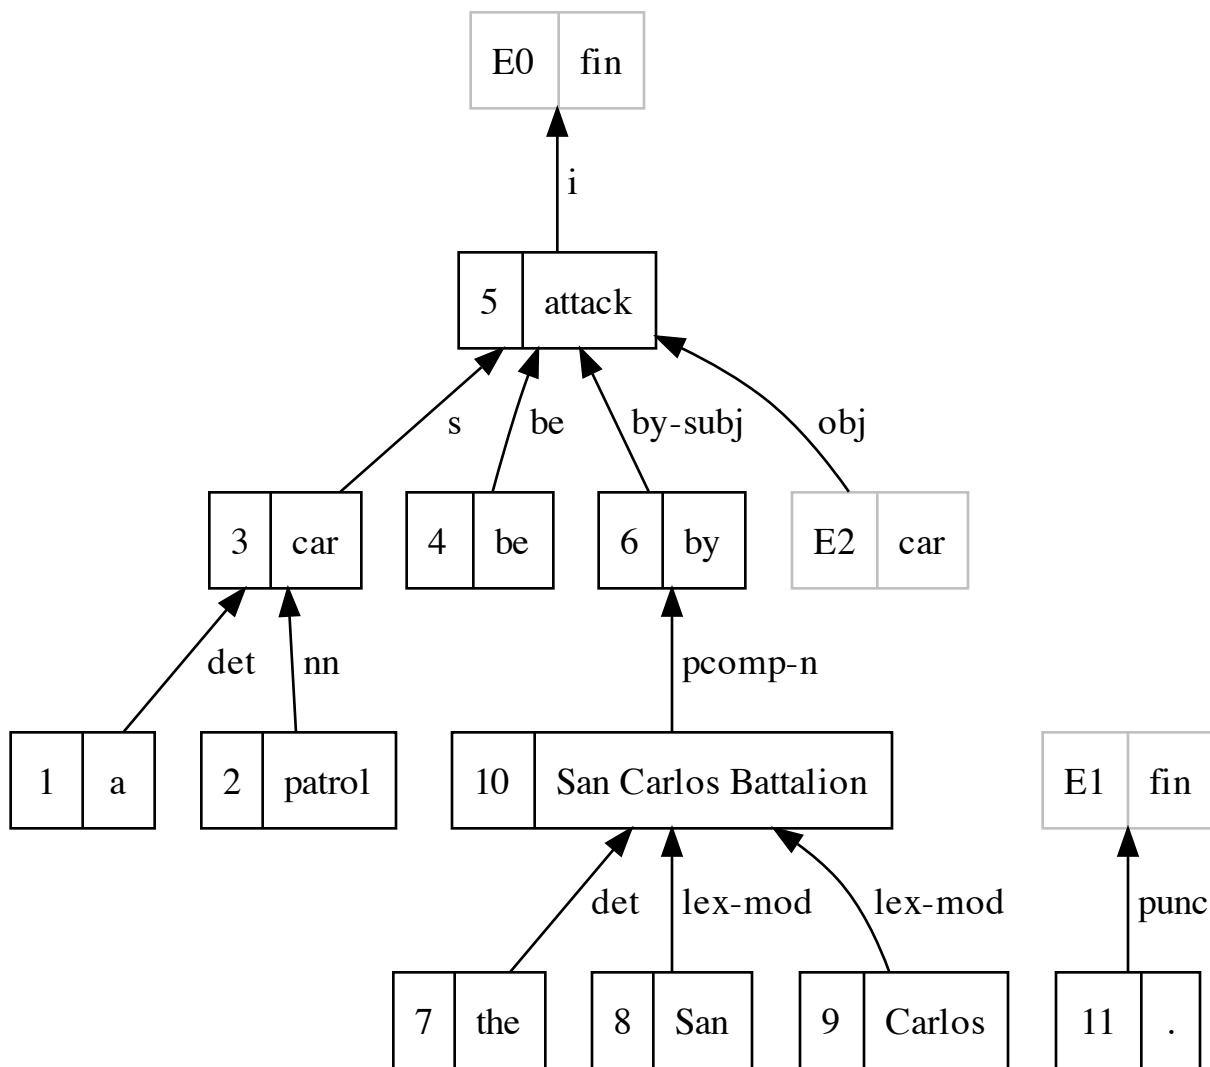 E0 fin
i
5 attack
s be by-subj obj
3 car 4 be 6 by E2 car
det nn pcomp-n
1 a 2 patrol 10 San Carlos Battalion E1 fin
det lex-mod lex-mod punc
7 the 8 San 9 Carlos 11 .